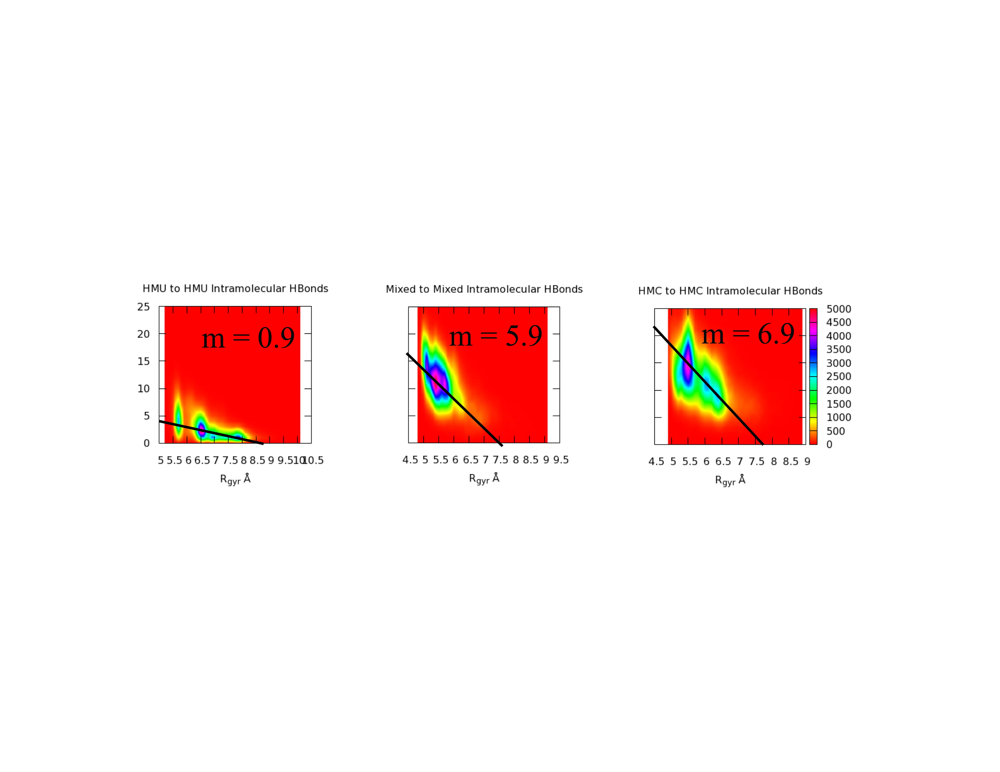 HMU to HMU Intramolecular HBonds
25
20
15
10
5
0
m = 0.9
5 5.5 6 6.5 7 7.5 8 8.5 9 9.5 10 10.5
Rgyr Å
Mixed to Mixed Intramolecular HBonds
m = 5.9
4.5 5 5.5 6 6.5 7 7.5 8 8.5 9 9.5
Rgyr Å
HMC to HMC Intramolecular HBonds
m = 6.9
4.5 5 5.5 6 6.5 7 7.5 8 8.5 9
Rgyr Å
5000
4500
4000
3500
3000
2500
2000
1500
1000
500
0